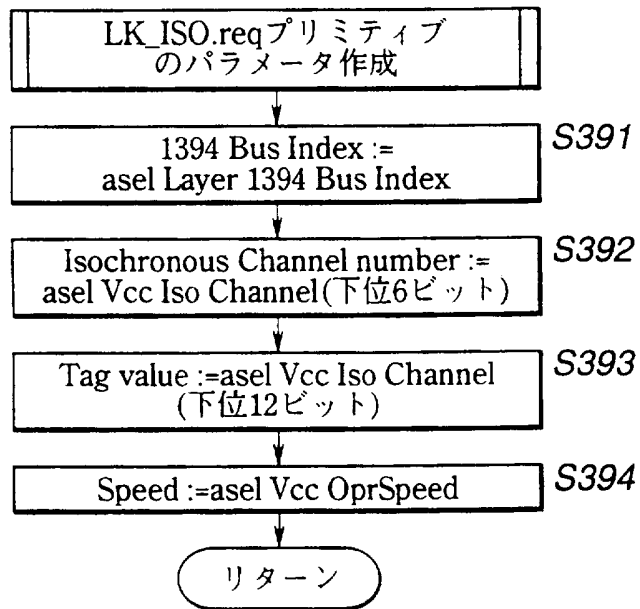 LK_ISO.reqプリミティブ
のパラメータ作成
1394 Bus Index :=
asel Layer 1394 Bus Index
S391
Isochronous Channel number :=
asel Vcc Iso Channel(下位6ビット)
S392
Tag value :=asel Vcc Iso Channel
(下位12ビット)
S393
Speed :=asel Vcc OprSpeed
S394
リターン